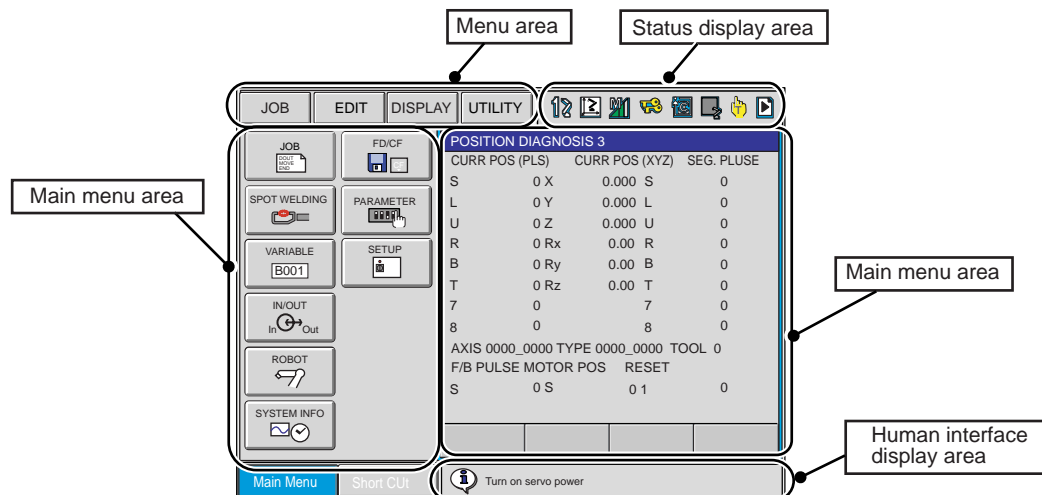 Menu area
Status display area
JOB EDIT DISPLAY UTILITY
Main menu area
JOB
DOUT
MOVE
END
FD/CF
CF
SPOT WELDING
PARAMETER
VARIABLE
B001
SETUP
IN/OUT
In Out
ROBOT
SYSTEM INFO
POSITION DIAGNOSIS 3
CURR POS (PLS) CURR POS (XYZ) SEG. PLUSE
S 0 X 0.000 S 0
L 0 Y 0.000 L 0
U 0 Z 0.000 U 0
R 0 Rx 0.00 R 0
B 0 Ry 0.00 B 0
T 0 Rz 0.00 T 0
7 0 7 0
8 0 8 0
AXIS 0000_0000 TYPE 0000_0000 TOOL 0
F/B PULSE MOTOR POS RESET
S 0 S 0 1 0
Main menu area
Human interface
display area
Main Menu Short CUt
Turn on servo power